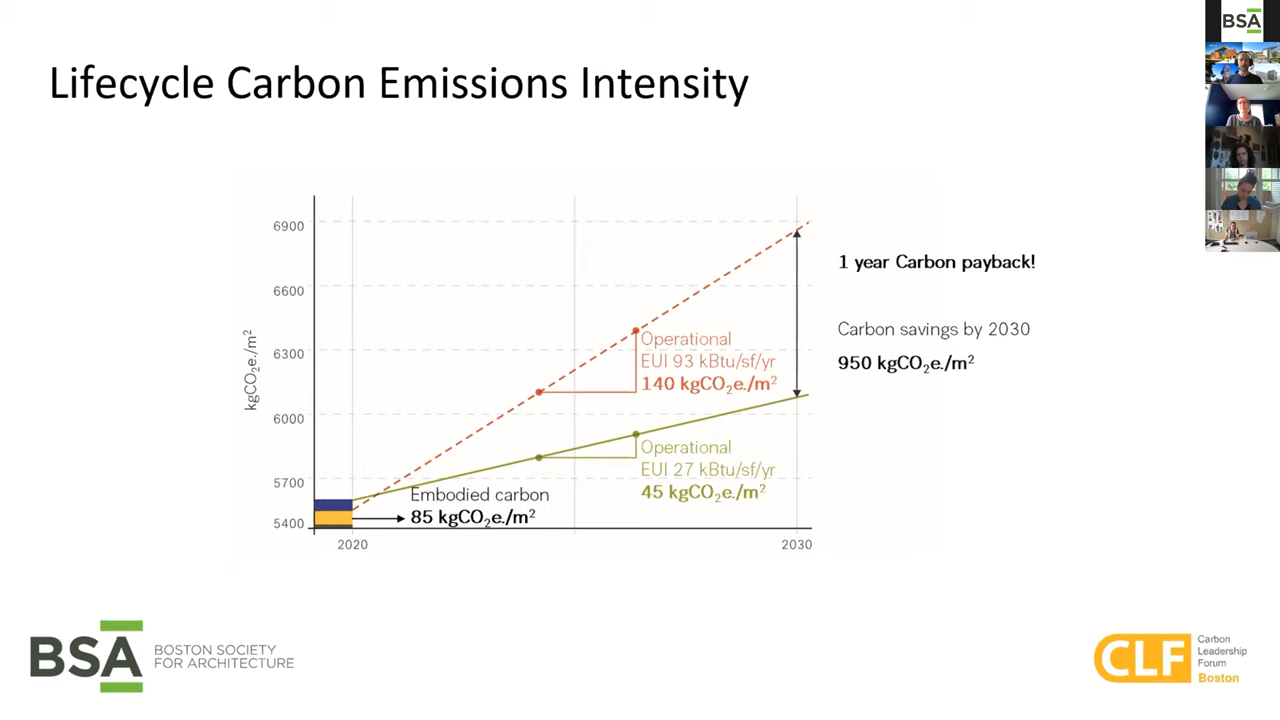 BSA
Lifecycle Carbon Emissions Intensity
6900
6600
6300
6000
5700
5400
kgCO₂e./m²
2020
2030
Operational
EUI 93 kBtu/sf/yr
140 kgCO₂e./m²
Operational
EUI 27 kBtu/sf/yr
45 kgCO₂e./m²
Embodied carbon
85 kgCO₂e./m²
1 year Carbon payback!
Carbon savings by 2030
950 kgCO₂e./m²
BSA
BOSTON SOCIETY
FOR ARCHITECTURE
CLF
Carbon
Leadership
Forum
Boston